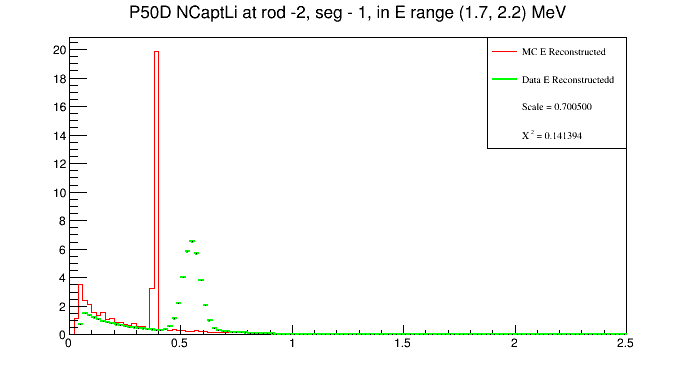 P50D NCaptLi at rod -2, seg - 1, in E range (1.7, 2.2) MeV
MC E Reconstructed
Data E Reconstructedd
Scale = 0.700500
X² = 0.141394
20
18
16
14
12
10
8
6
4
2
0
0 0.5 1 1.5 2 2.5